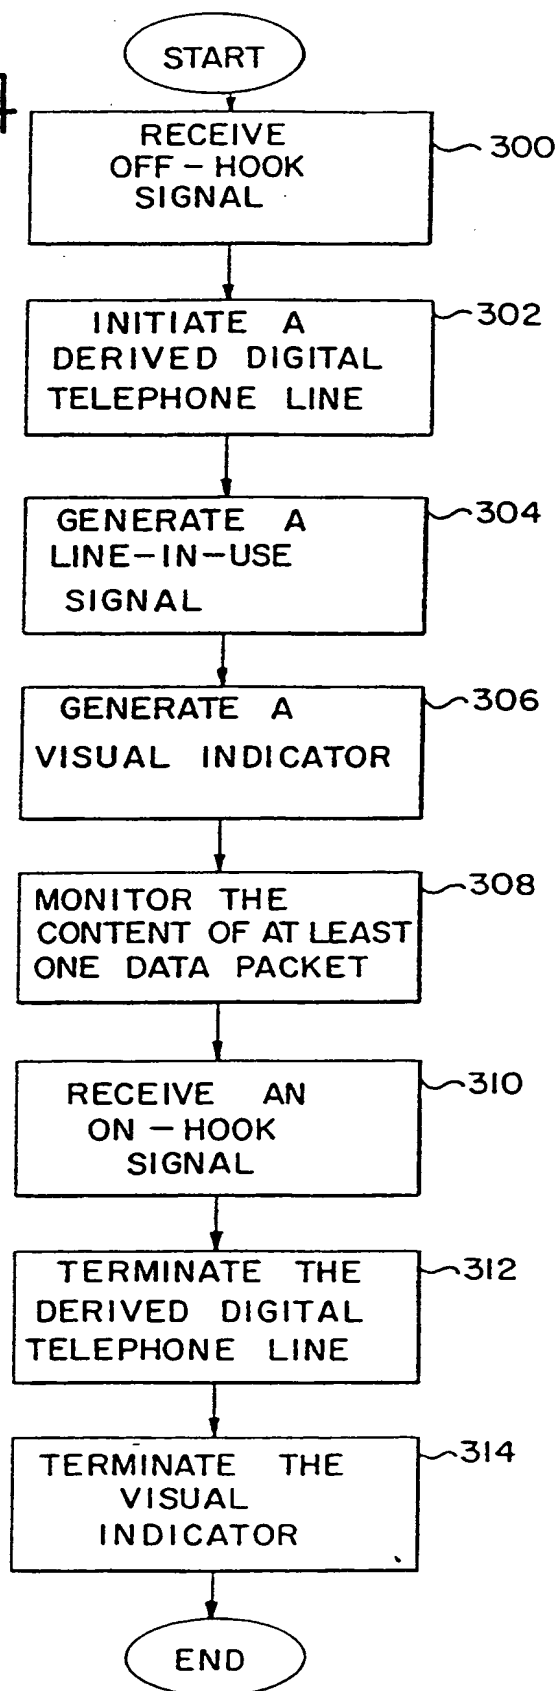 START
RECEIVE
OFF-HOOK
SIGNAL
300
INITIATE A
DERIVED DIGITAL
TELEPHONE LINE
302
GENERATE A
LINE-IN-USE
SIGNAL
304
GENERATE A
VISUAL INDICATOR
306
MONITOR THE
CONTENT OF AT LEAST
ONE DATA PACKET
308
RECEIVE AN
ON-HOOK
SIGNAL
310
TERMINATE THE
DERIVED DIGITAL
TELEPHONE LINE
312
TERMINATE THE
VISUAL
INDICATOR
314
END